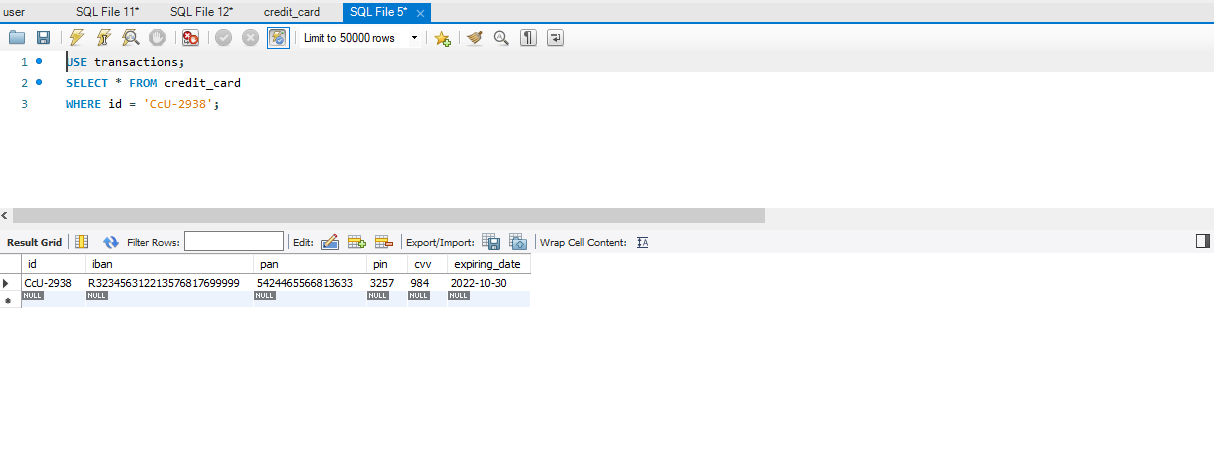 user SQL File 11* SQL File 12* credit_card SQL File 5*
Limit to 50000 rows
1 USE transactions;
2 SELECT * FROM credit_card
3 WHERE id = 'CcU-2938';
Result Grid Filter Rows: Edit: Export/Import: Wrap Cell Content:
id iban pan pin cvv expiring_date
CcU-2938 R323456312213576817699999 5424465566813633 3257 984 2022-10-30
NULL NULL NULL NULL NULL NULL